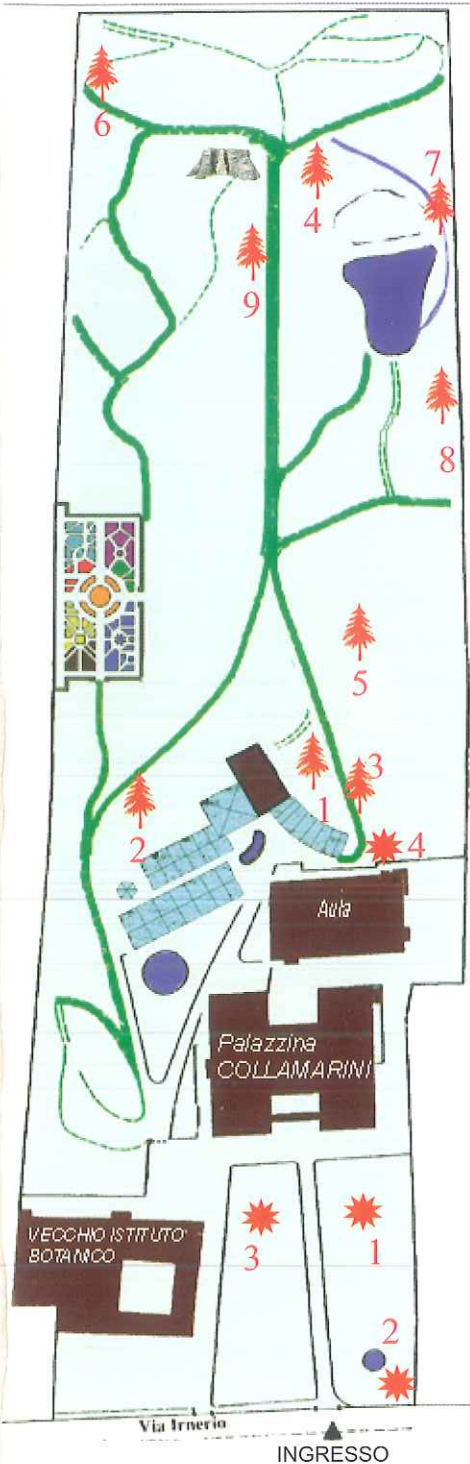 6
4
7
9
8
5
3
1
2
4
Aula
Palazzina
COLLAMARINI
VECCHIO ISTITUTO
BOTANICO
3
1
2
Via Irnerio
INGRESSO